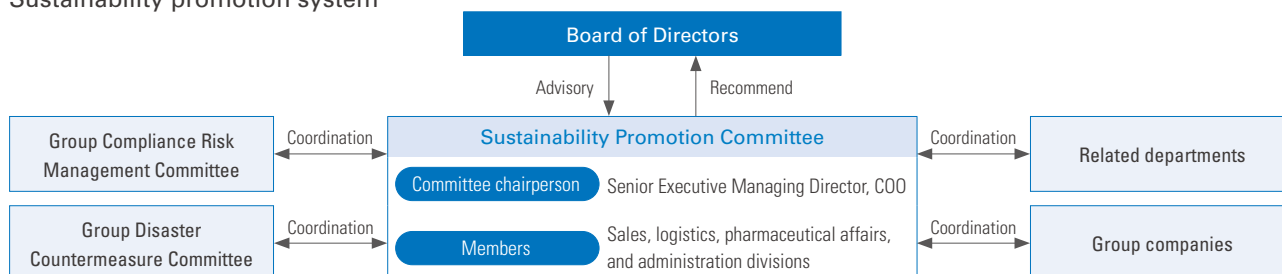 Sustainability promotion system
Board of Directors
Advisory
Recommend
Group Compliance Risk
Management Committee
Coordination
Sustainability Promotion Committee
Coordination
Related departments
Committee chairperson
Senior Executive Managing Director, COO
Group Disaster
Countermeasure Committee
Coordination
Members
Sales, logistics, pharmaceutical affairs,
and administration divisions
Coordination
Group companies